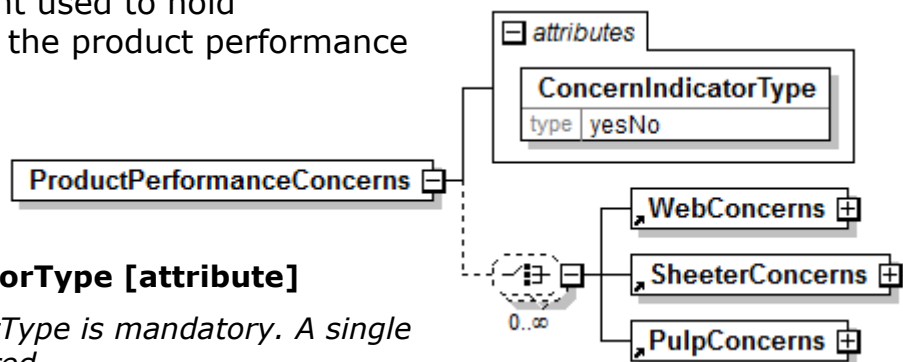 nt used to hold
the product performance
attributes
ConcernIndicatorType
type yesNo
ProductPerformanceConcerns
WebConcerns
SheeterConcerns
PulpConcerns
0..∞
orType [attribute]
Type is mandatory. A single